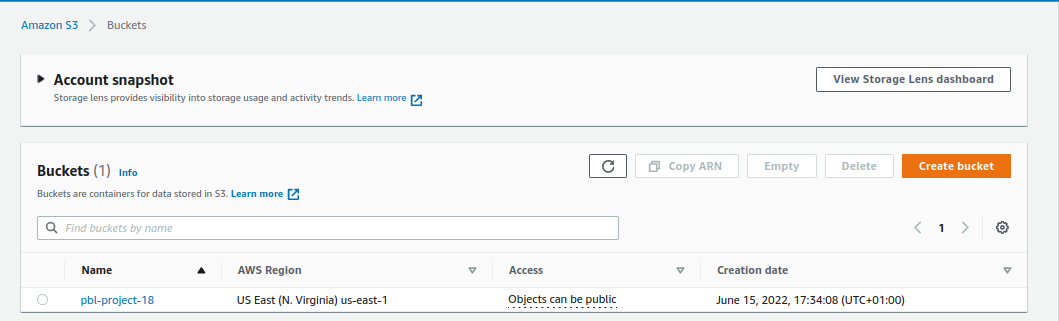 Amazon S3 > Buckets
Account snapshot
View Storage Lens dashboard
Storage lens provides visibility into storage usage and activity trends. Learn more
Buckets (1) Info
Copy ARN Empty Delete Create bucket
Buckets are containers for data stored in S3. Learn more
Find buckets by name
1
Name AWS Region Access Creation date
pbl-project-18 US East (N. Virginia) us-east-1 Objects can be public June 15, 2022, 17:34:08 (UTC+01:00)